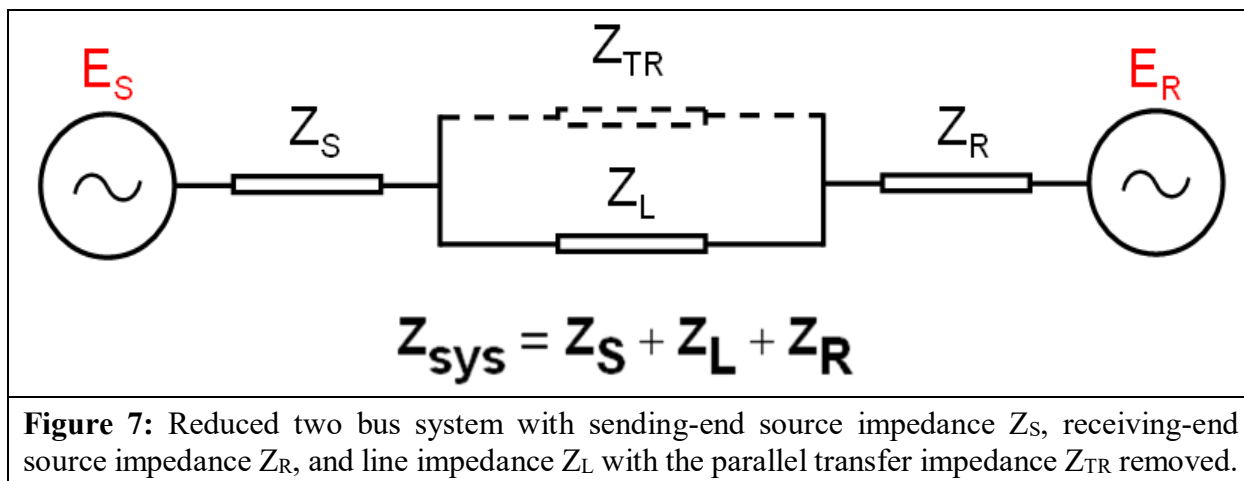 E_S
Z_TR
E_R
Z_S
Z_R
Z_L
Z_sys = Z_S + Z_L + Z_R
Figure 7: Reduced two bus system with sending-end source impedance Z_S, receiving-end
source impedance Z_R, and line impedance Z_L with the parallel transfer impedance Z_TR removed.